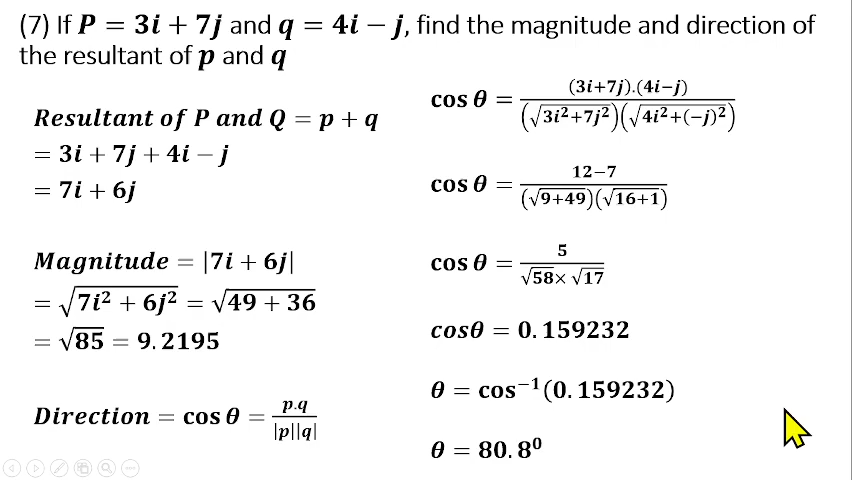 (7) If P = 3i + 7j and q = 4i − j, find the magnitude and direction of
the resultant of p and q
Resultant of P and Q = p + q
= 3i + 7j + 4i − j
= 7i + 6j
Magnitude = |7i + 6j|
= √(7i² + 6j²) = √(49 + 36)
= √85 = 9.2195
Direction = cos θ = p.q / |p||q|
cos θ = (3i+7j).(4i−j) / (√(3i²+7j²))(√(4i²+(−j)²))
cos θ = 12−7 / (√(9+49))(√(16+1))
cos θ = 5 / √58 × √17
cosθ = 0.159232
θ = cos⁻¹(0.159232)
θ = 80.8⁰